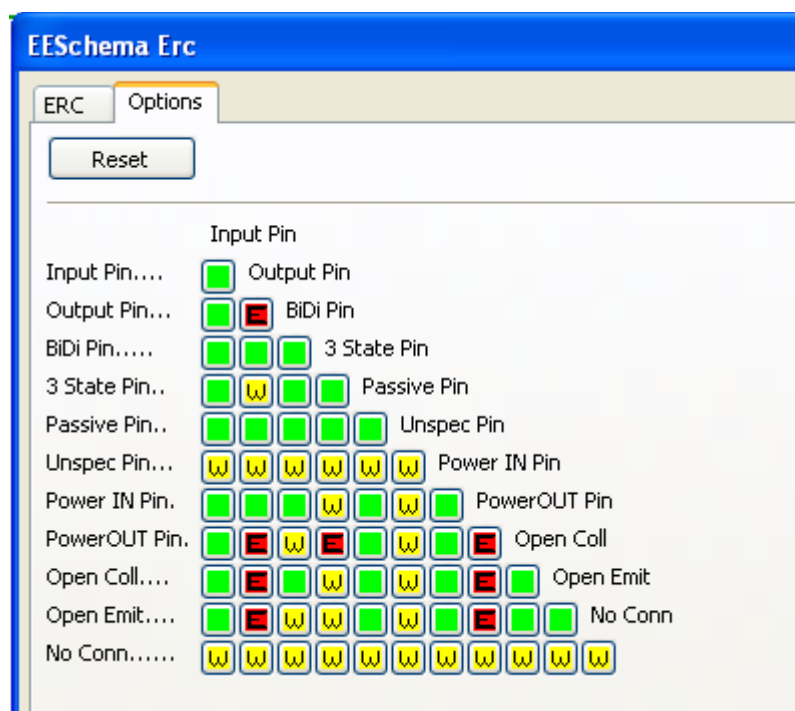 EESchema Erc
ERC Options
Reset
Input Pin
Input Pin.... Output Pin
Output Pin... E BiDi Pin
BiDi Pin..... 3 State Pin
3 State Pin.. W Passive Pin
Passive Pin.. Unspec Pin
Unspec Pin... W W W W W W Power IN Pin
Power IN Pin. W W PowerOUT Pin
PowerOUT Pin. E W E W E Open Coll
Open Coll.... E W W E Open Emit
Open Emit.... E W W W E No Conn
No Conn...... W W W W W W W W W W W